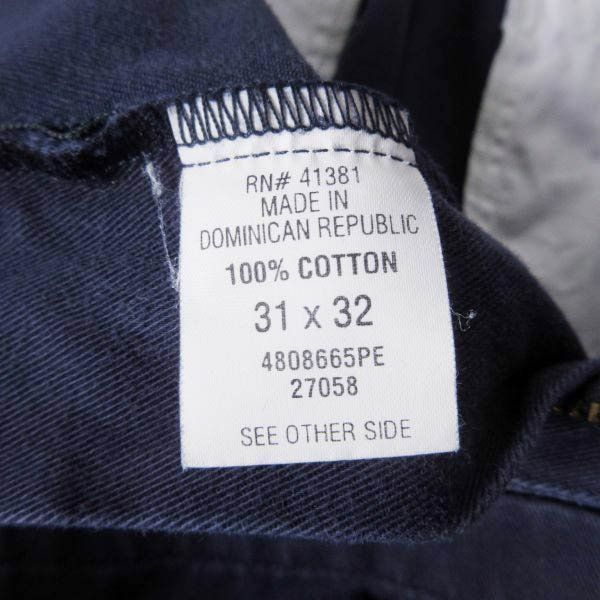 RN# 41381
MADE IN
DOMINICAN REPUBLIC
100% COTTON
31 x 32
4808665PE
27058
SEE OTHER SIDE